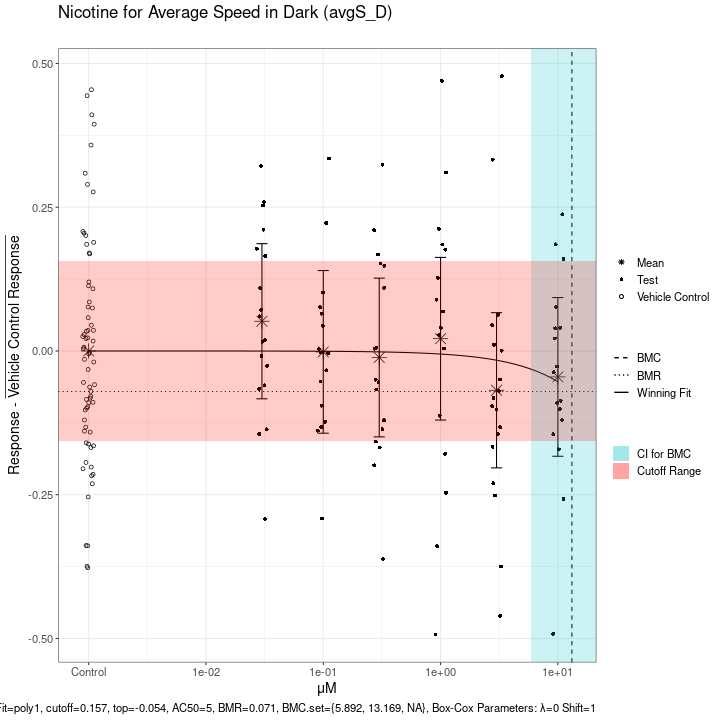 Nicotine for Average Speed in Dark (avgS_D)
Response - Vehicle Control Response
0.50
0.25
0.00
-0.25
-0.50
Control
1e-02
1e-01
1e+00
1e+01
µM
Mean
Test
Vehicle Control
BMC
BMR
Winning Fit
CI for BMC
Cutoff Range
Fit=poly1, cutoff=0.157, top=-0.054, AC50=5, BMR=0.071, BMC.set={5.892, 13.169, NA}, Box-Cox Parameters: λ=0 Shift=1